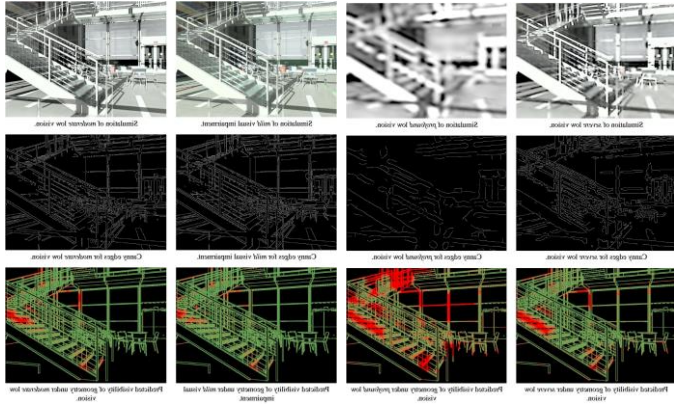 Simulation of moderate low vision.
Simulation of mild visual impairment.
Simulation of profound low vision.
Simulation of severe low vision.
Canny edges for moderate low vision.
Canny edges for mild visual impairment.
Canny edges for profound low vision.
Canny edges for severe low vision.
Predicted visibility of geometry under moderate low
vision.
Predicted visibility of geometry under mild visual
impairment.
Predicted visibility of geometry under profound low
vision.
Predicted visibility of geometry under severe low
vision.